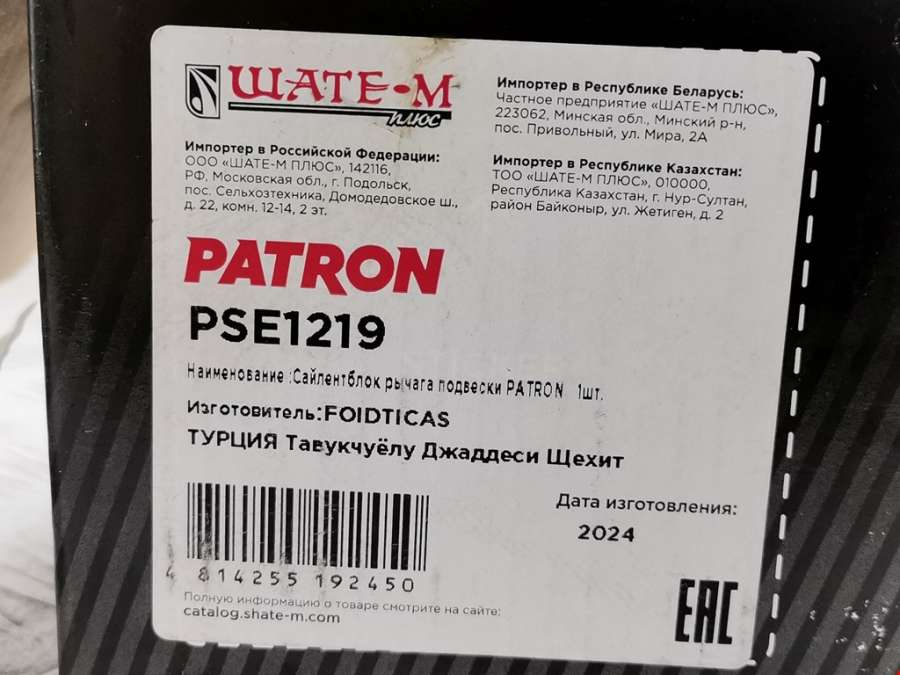 ШАТЕ-М
плюс
Импортер в Российской Федерации:
ООО «ШАТЕ-М ПЛЮС», 142116,
РФ, Московская обл., г. Подольск,
пос. Сельхозтехника, Домодедовское ш.,
д. 22, комн. 12-14, 2 эт.
Импортер в Республике Беларусь:
Частное предприятие «ШАТЕ-М ПЛЮС»,
223062, Минская обл., Минский р-н,
пос. Привольный, ул. Мира, 2А
Импортер в Республике Казахстан:
ТОО «ШАТЕ-М ПЛЮС», 010000,
Республика Казахстан, г. Нур-Султан,
район Байконыр, ул. Жетиген, д. 2
PATRON
PSE1219
Наименование :Сайлентблок рычага подвески PATRON 1шт.
Изготовитель:FOIDTICAS
ТУРЦИЯ Тавукчуёлу Джаддеси Щехит
Дата изготовления:
2024
4 814255 192450
Полную информацию о товаре смотрите на сайте:
catalog.shate-m.com
EAC